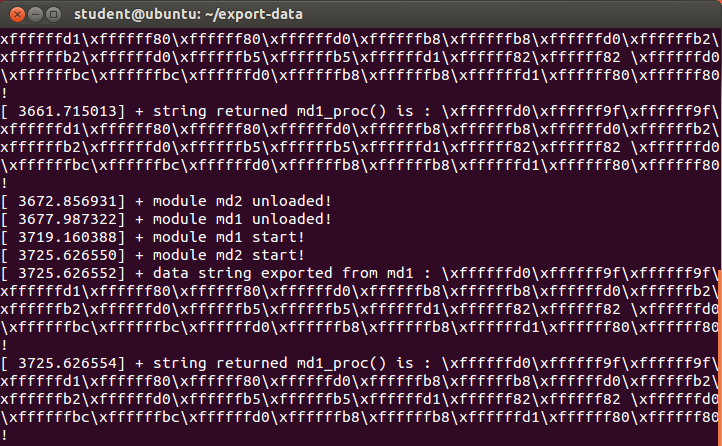 student@ubuntu: ~/export-data
xffffffd1\xffffff80\xffffff80\xffffffd0\xffffffb8\xffffffb8\xffffffd0\xffffffb2\
xffffffb2\xffffffd0\xffffffb5\xffffffb5\xffffffd1\xffffff82\xffffff82 \xffffffd0
\xffffffbc\xffffffbc\xffffffd0\xffffffb8\xffffffb8\xffffffd1\xffffff80\xffffff80
!
[ 3661.715013] + string returned md1_proc() is : \xffffffd0\xffffff9f\xffffff9f\
xffffffd1\xffffff80\xffffff80\xffffffd0\xffffffb8\xffffffb8\xffffffd0\xffffffb2\
xffffffb2\xffffffd0\xffffffb5\xffffffb5\xffffffd1\xffffff82\xffffff82 \xffffffd0
\xffffffbc\xffffffbc\xffffffd0\xffffffb8\xffffffb8\xffffffd1\xffffff80\xffffff80
!
[ 3672.856931] + module md2 unloaded!
[ 3677.987322] + module md1 unloaded!
[ 3719.160388] + module md1 start!
[ 3725.626550] + module md2 start!
[ 3725.626552] + data string exported from md1 : \xffffffd0\xffffff9f\xffffff9f\
xffffffd1\xffffff80\xffffff80\xffffffd0\xffffffb8\xffffffb8\xffffffd0\xffffffb2\
xffffffb2\xffffffd0\xffffffb5\xffffffb5\xffffffd1\xffffff82\xffffff82 \xffffffd0
\xffffffbc\xffffffbc\xffffffd0\xffffffb8\xffffffb8\xffffffd1\xffffff80\xffffff80
!
[ 3725.626554] + string returned md1_proc() is : \xffffffd0\xffffff9f\xffffff9f\
xffffffd1\xffffff80\xffffff80\xffffffd0\xffffffb8\xffffffb8\xffffffd0\xffffffb2\
xffffffb2\xffffffd0\xffffffb5\xffffffb5\xffffffd1\xffffff82\xffffff82 \xffffffd0
\xffffffbc\xffffffbc\xffffffd0\xffffffb8\xffffffb8\xffffffd1\xffffff80\xffffff80
!